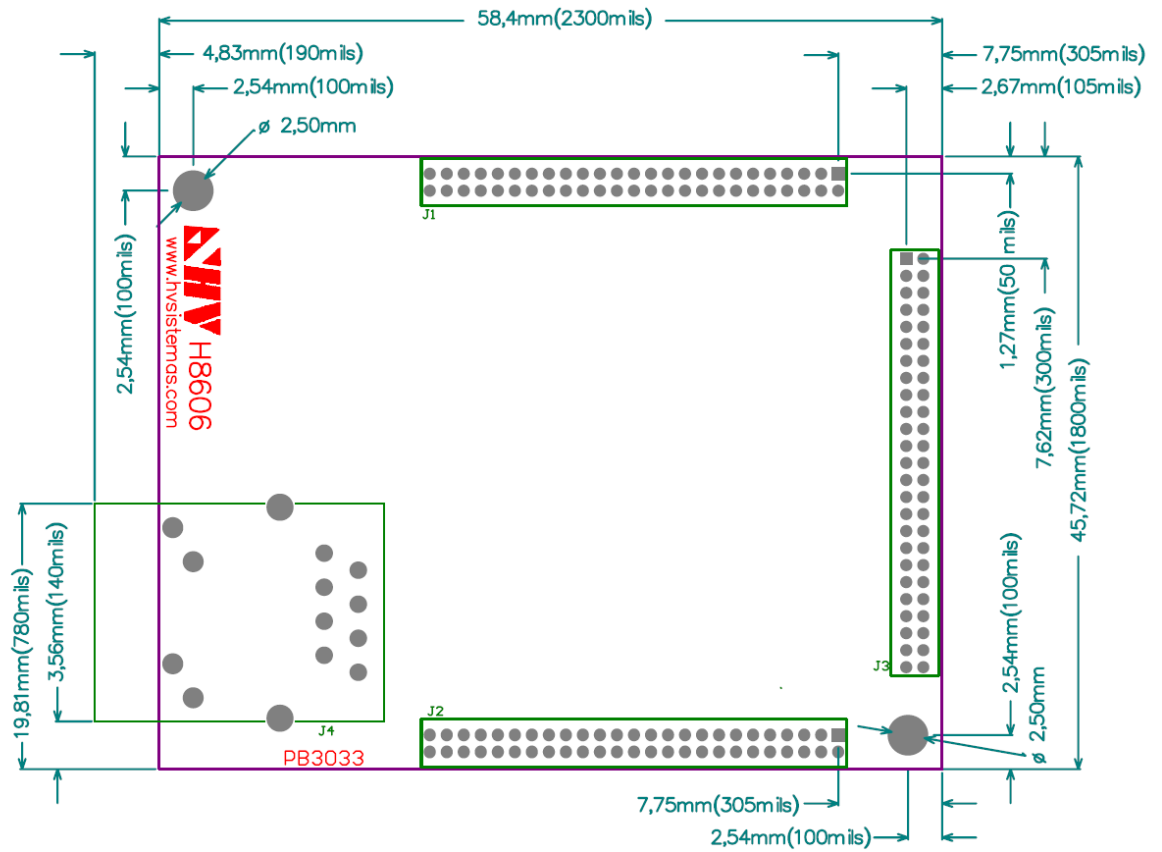 58,4mm(2300mils)
4,83mm(190mils)
7,75mm(305mils)
2,54mm(100mils)
2,67mm(105mils)
ø 2,50mm
J1
2,54mm(100mils)
HV
www.hvsistemas.com
H8606
1,27mm(50 mils)
7,62mm(300mils)
45,72mm(1800mils)
19,81mm(780mils)
3,56mm(140mils)
2,54mm(100mils)
ø 2,50mm
J3
J2
J4
PB3033
7,75mm(305mils)
2,54mm(100mils)